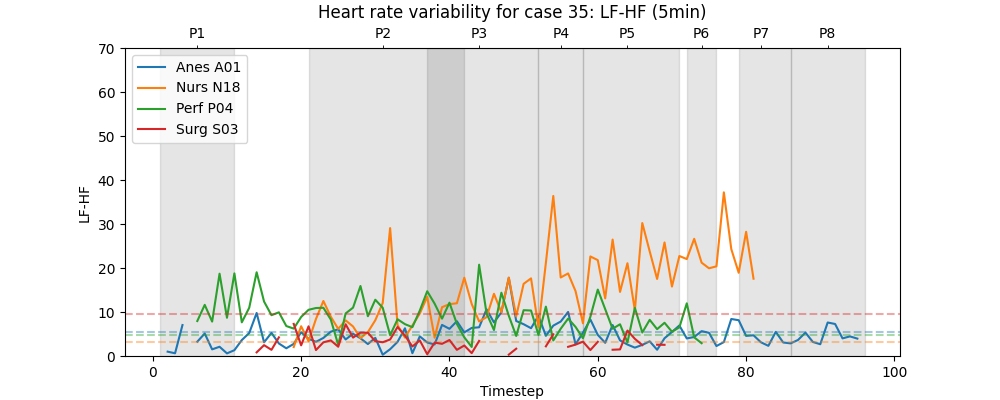 Heart rate variability for case 35: LF-HF (5min)
P1 P2 P3 P4 P5 P6 P7 P8
70
60
50
40
30
20
10
0
LF-HF
Anes A01
Nurs N18
Perf P04
Surg S03
0 20 40 60 80 100
Timestep